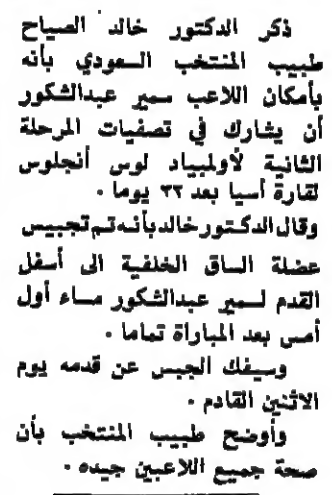 ذكر الدكتور خالد الصياح
طبيب المنتخب السعودي بأنه
بأمكان اللاعب سمير عبدالشكور
أن يشارك في تصفيات المرحلة
الثانية لأولمبياد لوس أنجلوس
لقارة أسيا بعد ٢٣ يوما .
وقال الدكتور خالد بأنه تم تجبيس
عضلة الساق الخلفية الى أسفل
القدم لسمير عبدالشكور مساء أول
أمس بعد المباراة تماما .
وسيفك الجبس عن قدمه يوم
الاثنين القادم .
وأوضح طبيب المنتخب بأن
صحة جميع اللاعبين جيده .